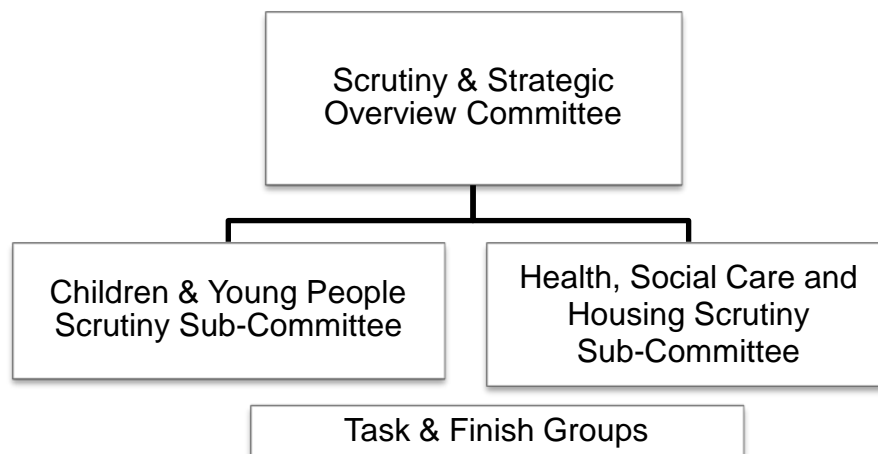 Scrutiny & Strategic
Overview Committee
Children & Young People
Scrutiny Sub-Committee
Health, Social Care and
Housing Scrutiny
Sub-Committee
Task & Finish Groups